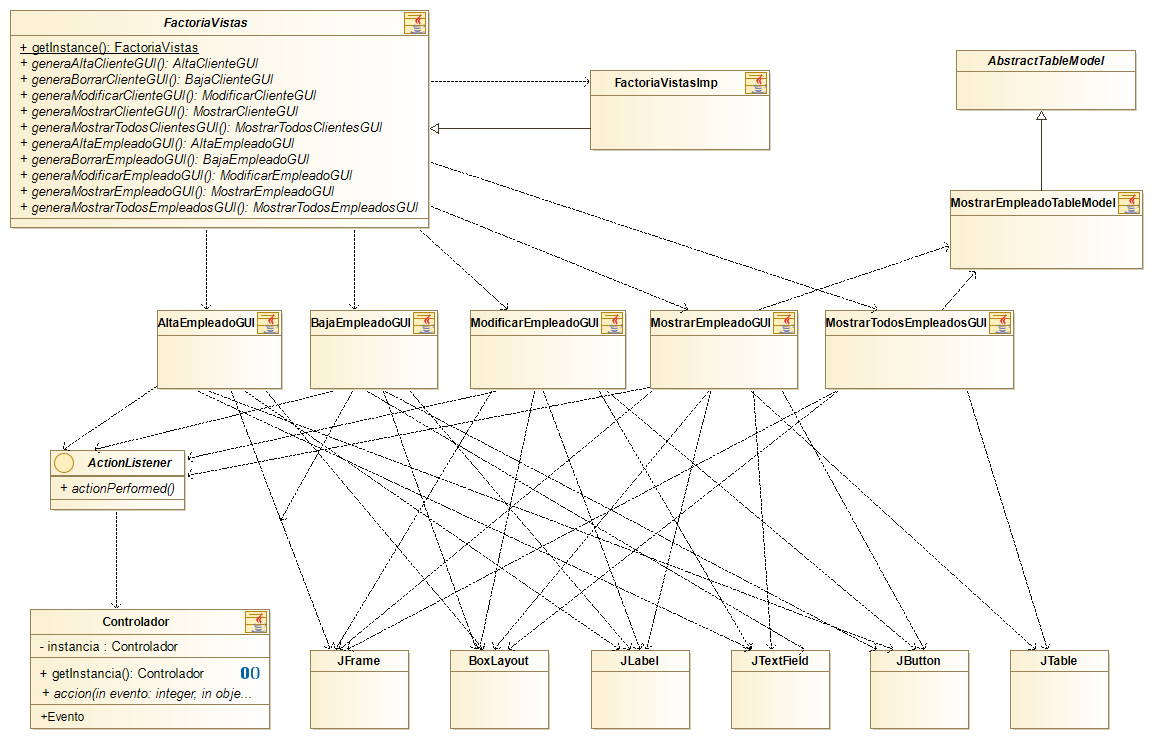 FactoriaVistas
+ getInstance(): FactoriaVistas
+ generaAltaClienteGUI(): AltaClienteGUI
+ generaBorrarClienteGUI(): BajaClienteGUI
+ generaModificarClienteGUI(): ModificarClienteGUI
+ generaMostrarClienteGUI(): MostrarClienteGUI
+ generaMostrarTodosClientesGUI(): MostrarTodosClientesGUI
+ generaAltaEmpleadoGUI(): AltaEmpleadoGUI
+ generaBorrarEmpleadoGUI(): BajaEmpleadoGUI
+ generaModificarEmpleadoGUI(): ModificarEmpleadoGUI
+ generaMostrarEmpleadoGUI(): MostrarEmpleadoGUI
+ generaMostrarTodosEmpleadosGUI(): MostrarTodosEmpleadosGUI
FactoriaVistasImp
AbstractTableModel
MostrarEmpleadoTableModel
AltaEmpleadoGUI
BajaEmpleadoGUI
ModificarEmpleadoGUI
MostrarEmpleadoGUI
MostrarTodosEmpleadosGUI
ActionListener
+ actionPerformed()
Controlador
- instancia : Controlador
+ getInstancia(): Controlador
+ accion(in evento: integer, in obje...
+Evento
JFrame
BoxLayout
JLabel
JTextField
JButton
JTable